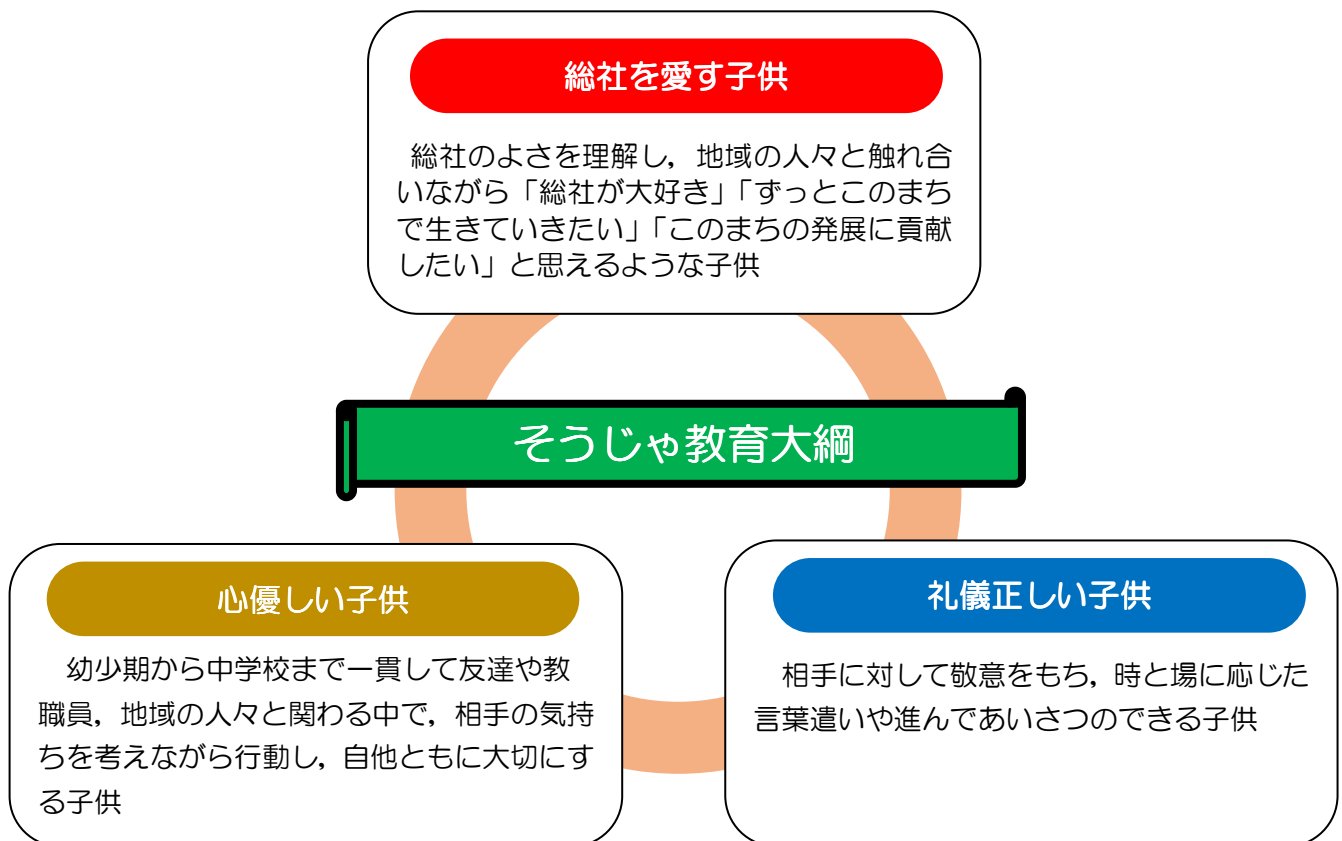 総社を愛す子供
総社のよさを理解し，地域の人々と触れ合
いながら「総社が大好き」「ずっとこのまち
で生きていきたい」「このまちの発展に貢献
したい」と思えるような子供
そうじゃ教育大綱
心優しい子供
幼少期から中学校まで一貫して友達や教
職員，地域の人々と関わる中で，相手の気持
ちを考えながら行動し，自他ともに大切にす
る子供
礼儀正しい子供
相手に対して敬意をもち，時と場に応じた
言葉遣いや進んであいさつのできる子供